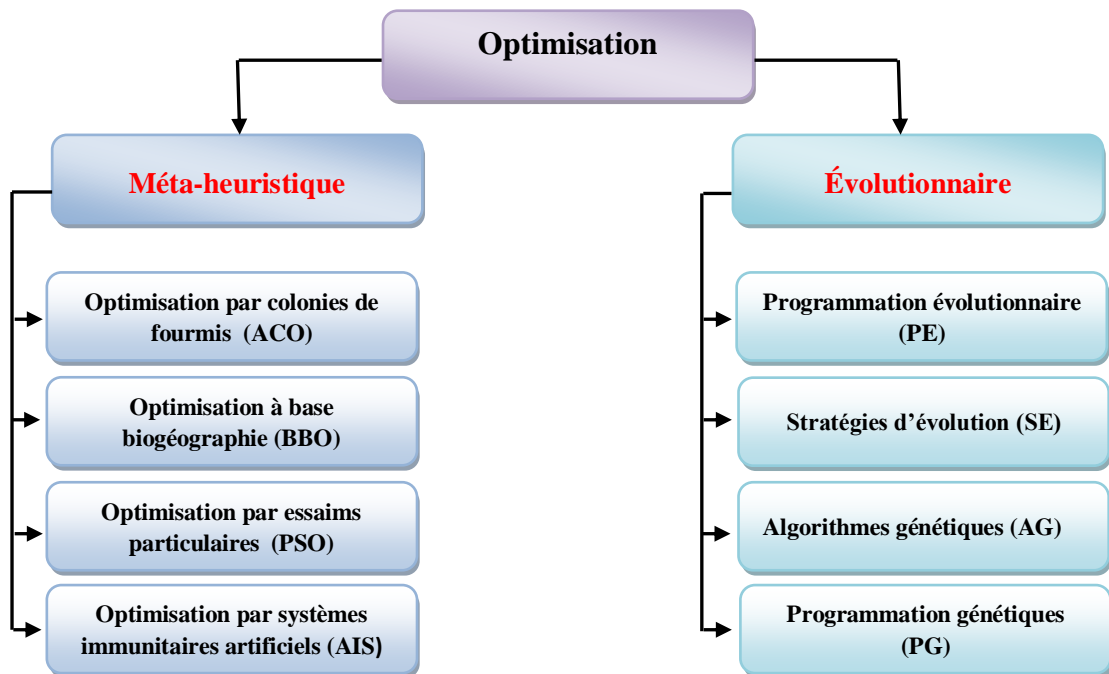 Optimisation
Méta-heuristique
Optimisation par colonies de
fourmis (ACO)
Optimisation à base
biogéographie (BBO)
Optimisation par essaims
particulaires (PSO)
Optimisation par systèmes
immunitaires artificiels (AIS)
Évolutionnaire
Programmation évolutionnaire
(PE)
Stratégies d’évolution (SE)
Algorithmes génétiques (AG)
Programmation génétiques
(PG)